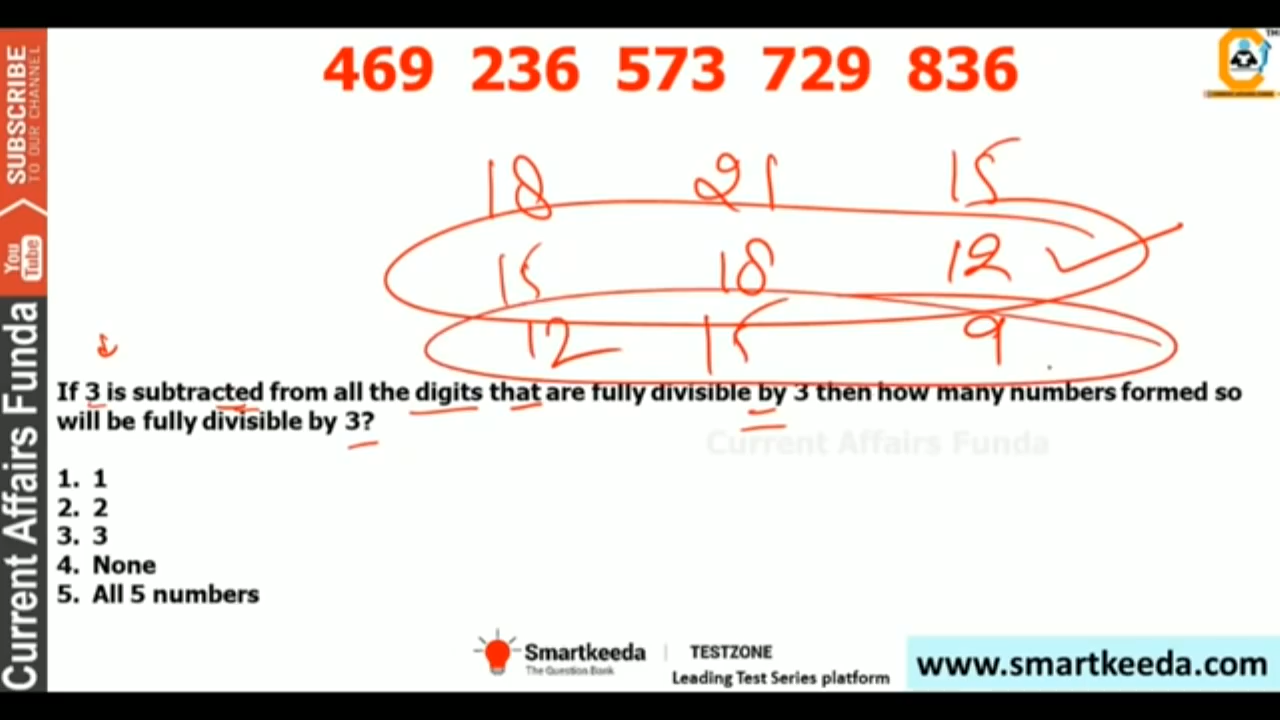 469 236 573 729 836
TM
SUBSCRIBE
TO OUR CHANNEL
You
Tube
Current Affairs Funda
18 21 15
15 18 12
12 15 9
If 3 is subtracted from all the digits that are fully divisible by 3 then how many numbers formed so
will be fully divisible by 3?
Current Affairs Funda
1. 1
2. 2
3. 3
4. None
5. All 5 numbers
Smartkeeda
The Question Bank
TESTZONE
Leading Test Series platform
www.smartkeeda.com